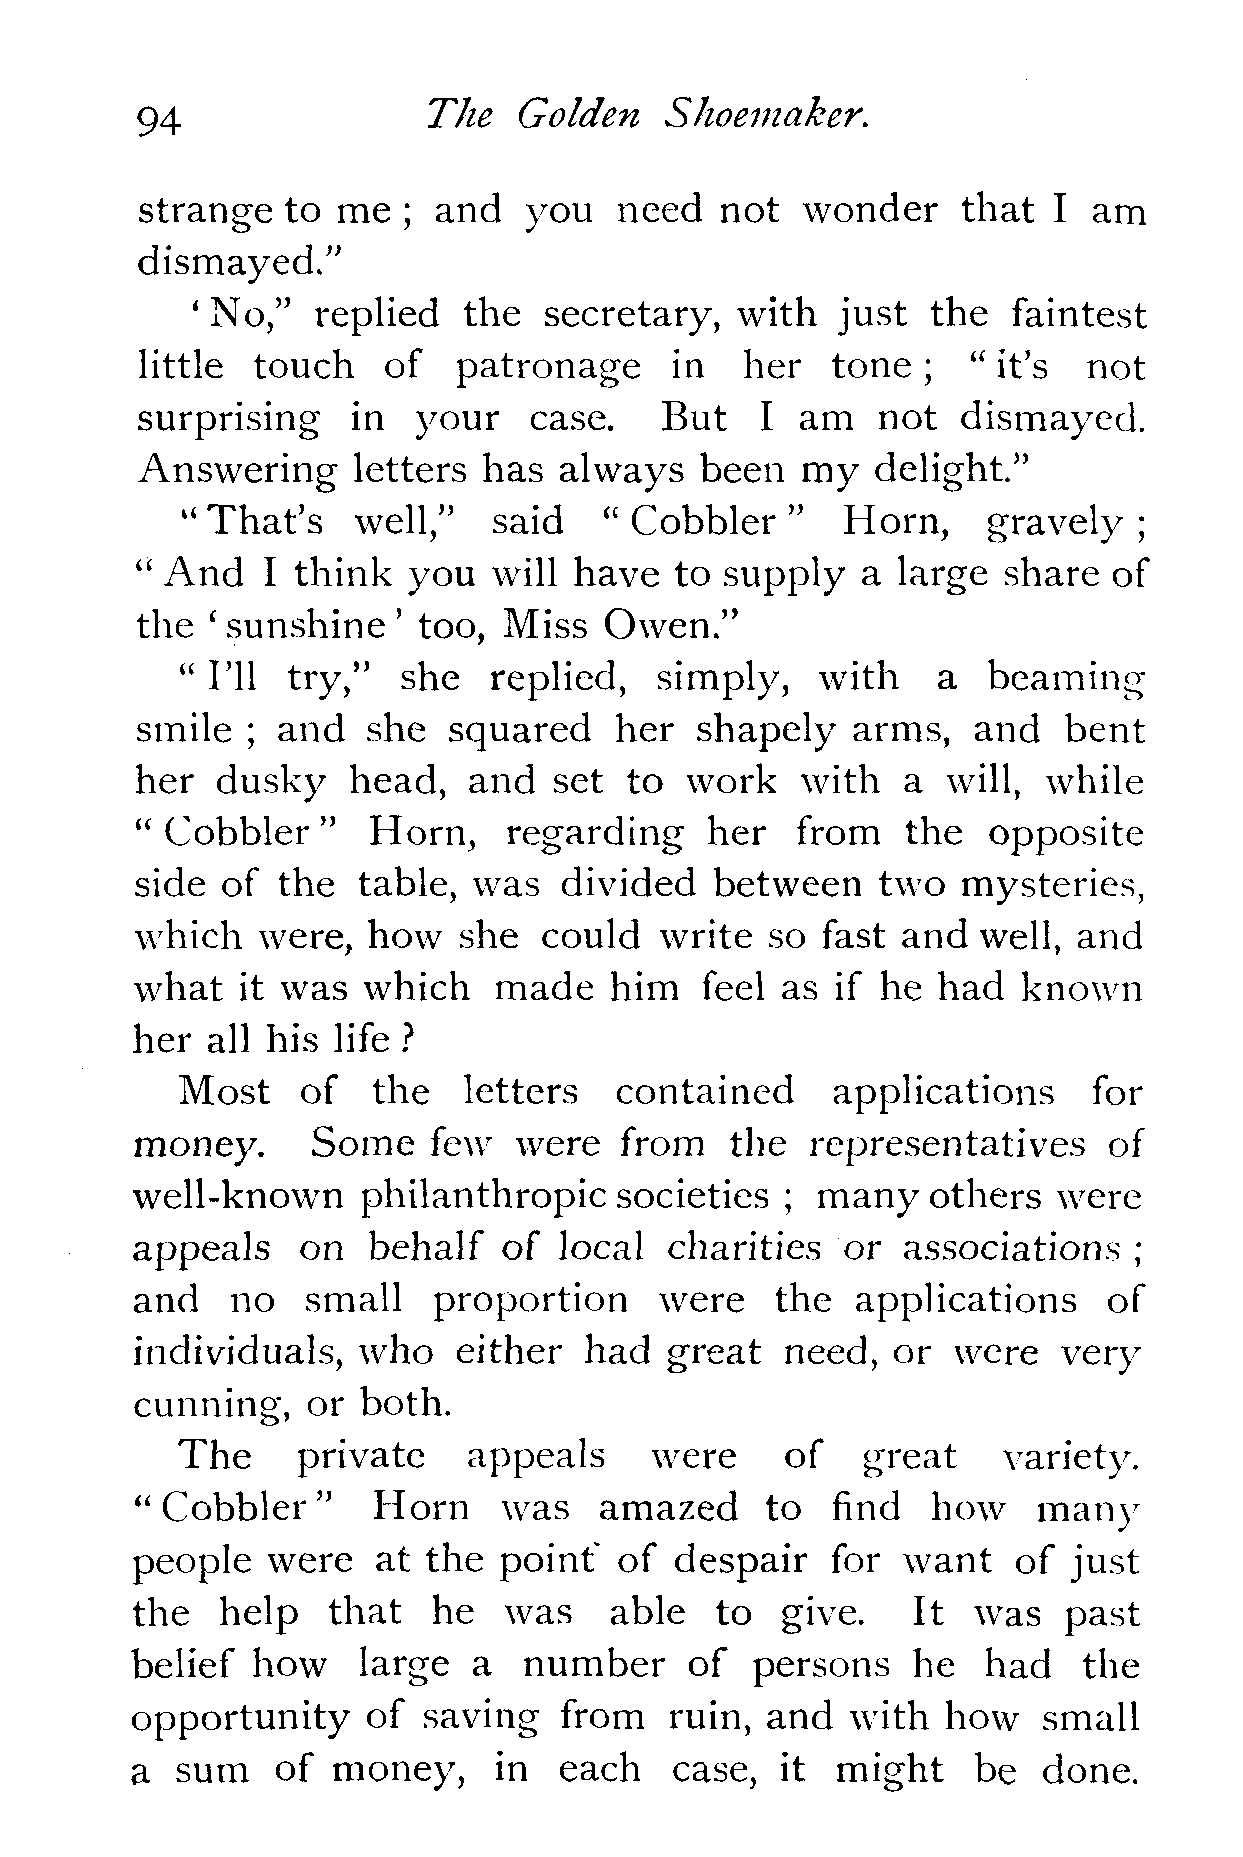 94 The Golden Shoemaker.
strange to me ; and you need not wonder that I am
dismayed."
‘ No," replied the secretary, with just the faintest
little touch of patronage in her tone ; " it's not
surprising in your case. But I am not dismayed.
Answering letters has always been my delight."
" That's well," said " Cobbler " Horn, gravely ;
" And I think you will have to supply a large share of
the ‘ sunshine ’ too, Miss Owen."
" I'll try," she replied, simply, with a beaming
smile ; and she squared her shapely arms, and bent
her dusky head, and set to work with a will, while
" Cobbler " Horn, regarding her from the opposite
side of the table, was divided between two mysteries,
which were, how she could write so fast and well, and
what it was which made him feel as if he had known
her all his life ?
Most of the letters contained applications for
money. Some few were from the representatives of
well-known philanthropic societies ; many others were
appeals on behalf of local charities or associations ;
and no small proportion were the applications of
individuals, who either had great need, or were very
cunning, or both.
The private appeals were of great variety.
" Cobbler " Horn was amazed to find how many
people were at the point of despair for want of just
the help that he was able to give. It was past
belief how large a number of persons he had the
opportunity of saving from ruin, and with how small
a sum of money, in each case, it might be done.